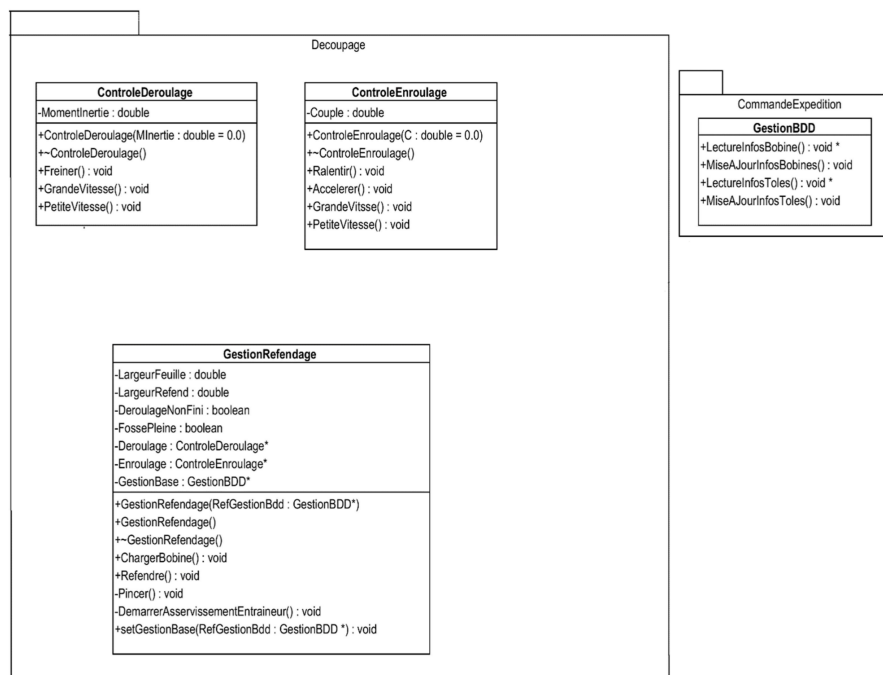 Decoupage
ControleDeroulage
-MomentInertie : double
+ControleDeroulage(MInertie : double = 0.0)
+~ControleDeroulage()
+Freiner() : void
+GrandeVitesse() : void
+PetiteVitesse() : void
ControleEnroulage
-Couple : double
+ControleEnroulage(C : double = 0.0)
+~ControleEnroulage()
+Ralentir() : void
+Accelerer() : void
+GrandeVitsse() : void
+PetiteVitesse() : void
CommandeExpedition
GestionBDD
+LectureInfosBobine() : void *
+MiseAJourInfosBobines() : void
+LectureInfosToles() : void *
+MiseAJourInfosToles() : void
GestionRefendage
-LargeurFeuille : double
-LargeurRefend : double
-DeroulageNonFini : boolean
-FossePleine : boolean
-Deroulage : ControleDeroulage*
-Enroulage : ControleEnroulage*
-GestionBase : GestionBDD*
+GestionRefendage(RefGestionBdd : GestionBDD*)
+GestionRefendage()
+~GestionRefendage()
+ChargerBobine() : void
+Refendre() : void
-Pincer() : void
-DemarrerAsservissementEntraineur() : void
+setGestionBase(RefGestionBdd : GestionBDD *) : void